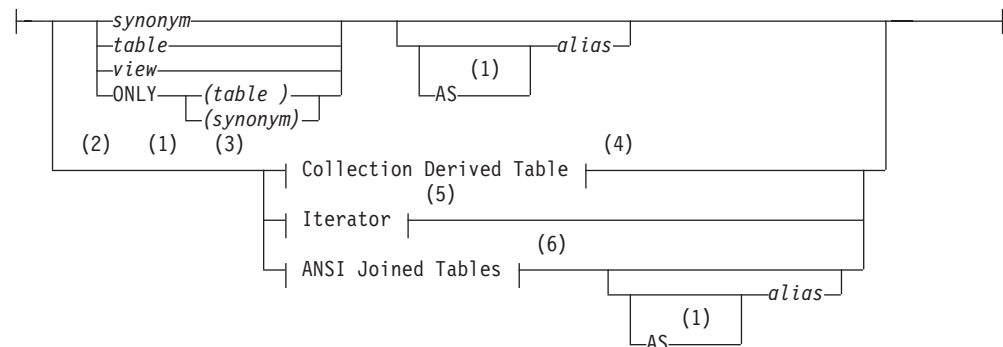 synonym
table alias
view (1)
ONLY (table ) AS
(synonym)
(2) (1) (3) (4)
Collection Derived Table
(5)
Iterator
(6)
ANSI Joined Tables
alias
(1)
AS